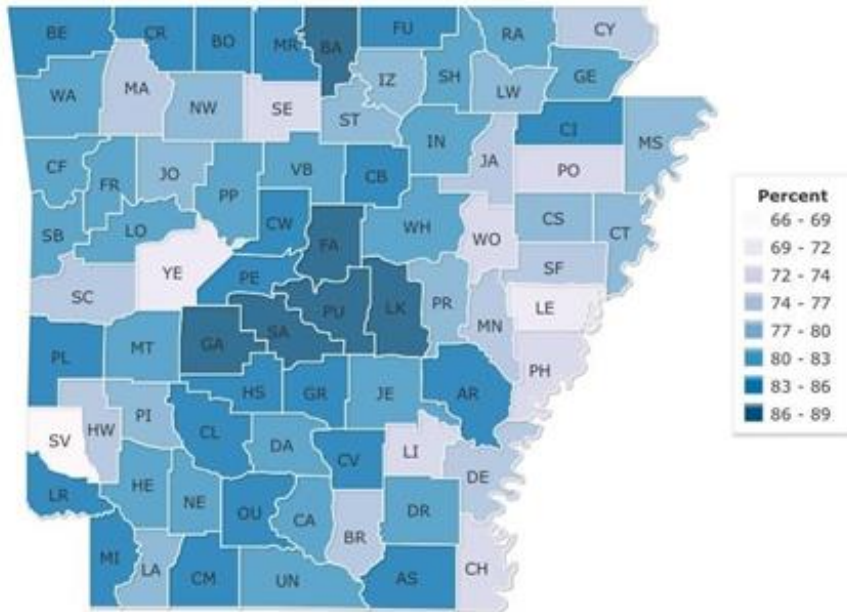 BE
CR
BO
MR
BA
FU
RA
CY
WA
MA
NW
SE
ST
IZ
SH
LW
GE
CF
FR
JO
PP
VB
CB
IN
JA
CI
PO
MS
SB
LO
YE
CW
FA
WH
WO
CS
CT
SC
PE
SA
PU
LK
PR
MN
SF
LE
PL
MT
GA
HS
GR
JE
AR
PH
SV
HW
PI
CL
DA
CV
LI
DE
LR
HE
NE
OU
CA
BR
DR
MI
LA
CM
UN
AS
CH
Percent
66 - 69
69 - 72
72 - 74
74 - 77
77 - 80
80 - 83
83 - 86
86 - 89